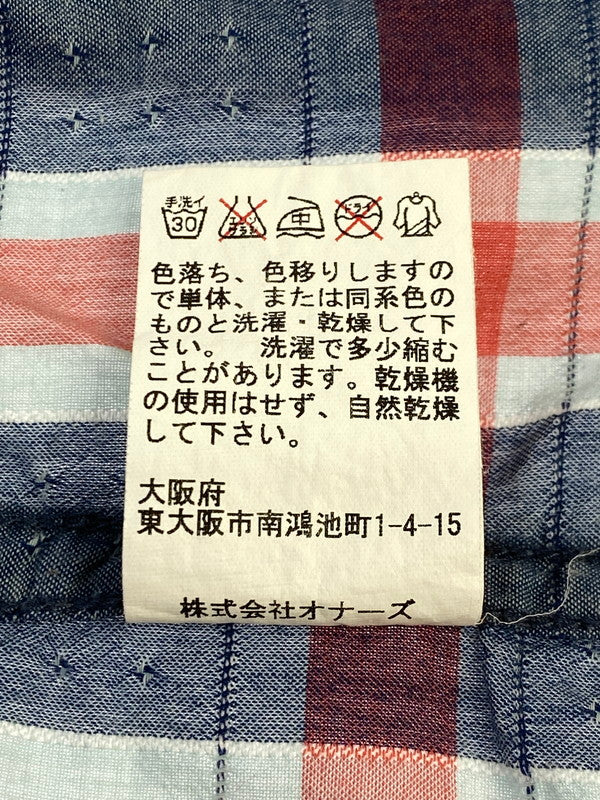 手洗イ 30 エンソ サラシ 中 ドライ
色落ち、色移りしますの
で単体、または同系色の
ものと洗濯・乾燥して下
さい。 洗濯で多少縮む
ことがあります。乾燥機
の使用はせず、自然乾燥
して下さい。
大阪府
東大阪市南鴻池町1-4-15
株式会社オナーズ